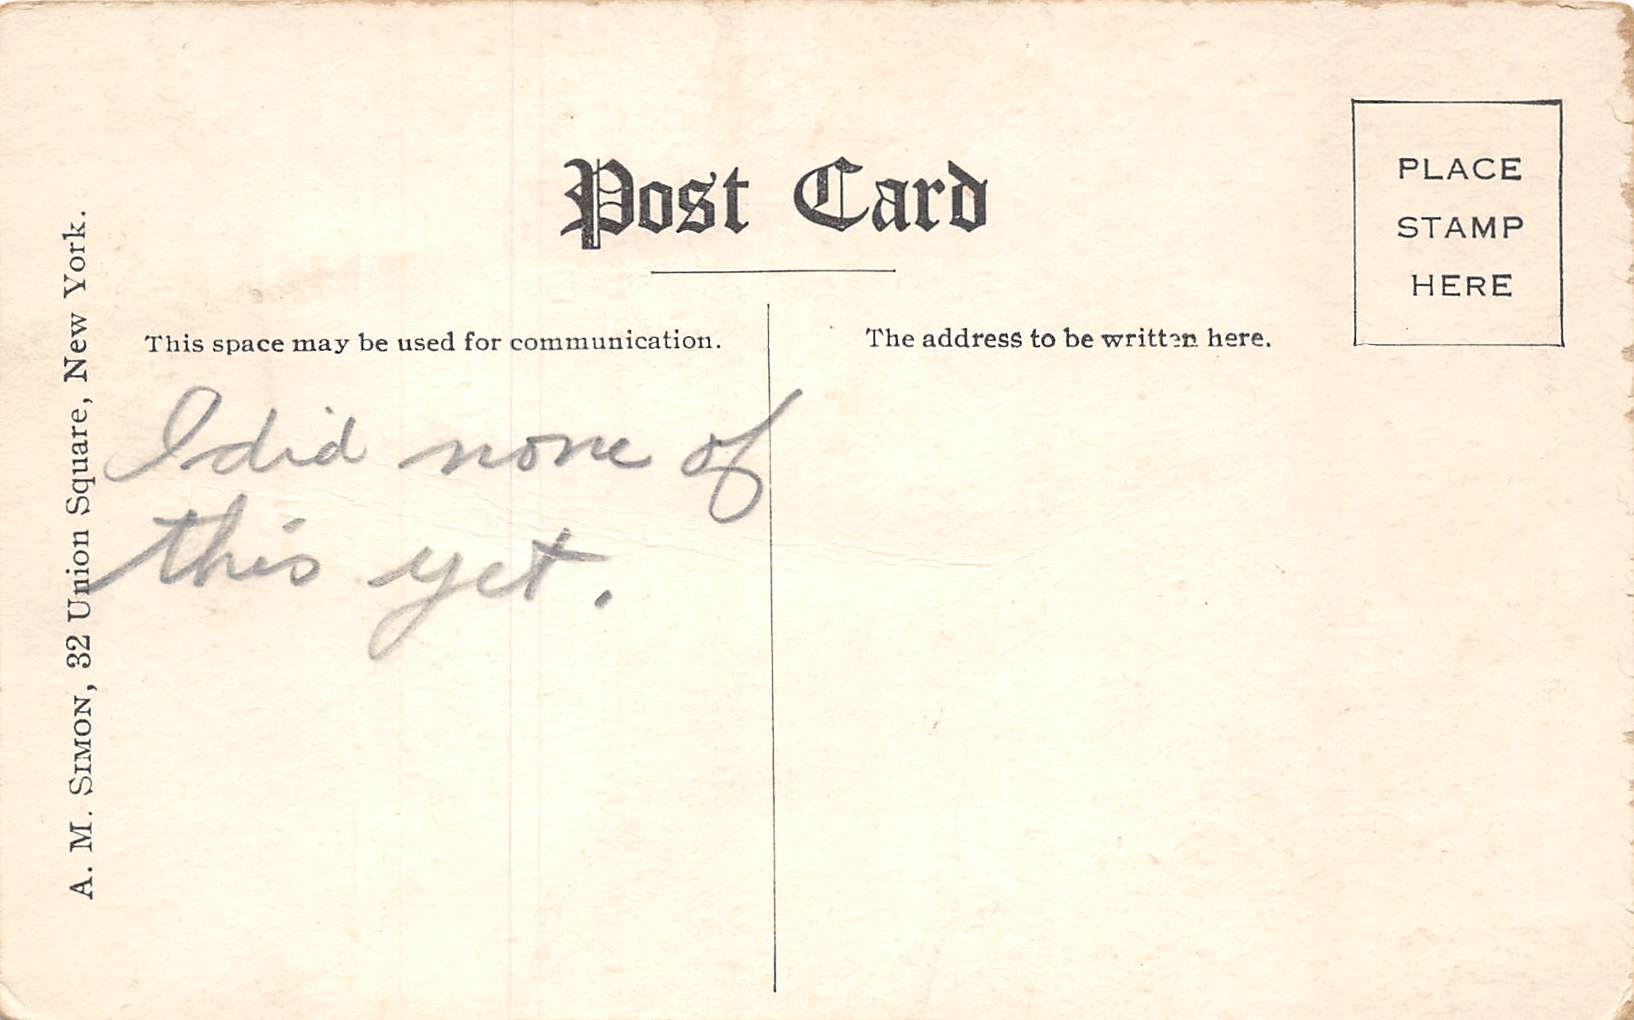 Post Card
PLACE
STAMP
HERE
This space may be used for communication.
The address to be written here.
I did none of
this yet.
A. M. SIMON, 32 Union Square, New York.